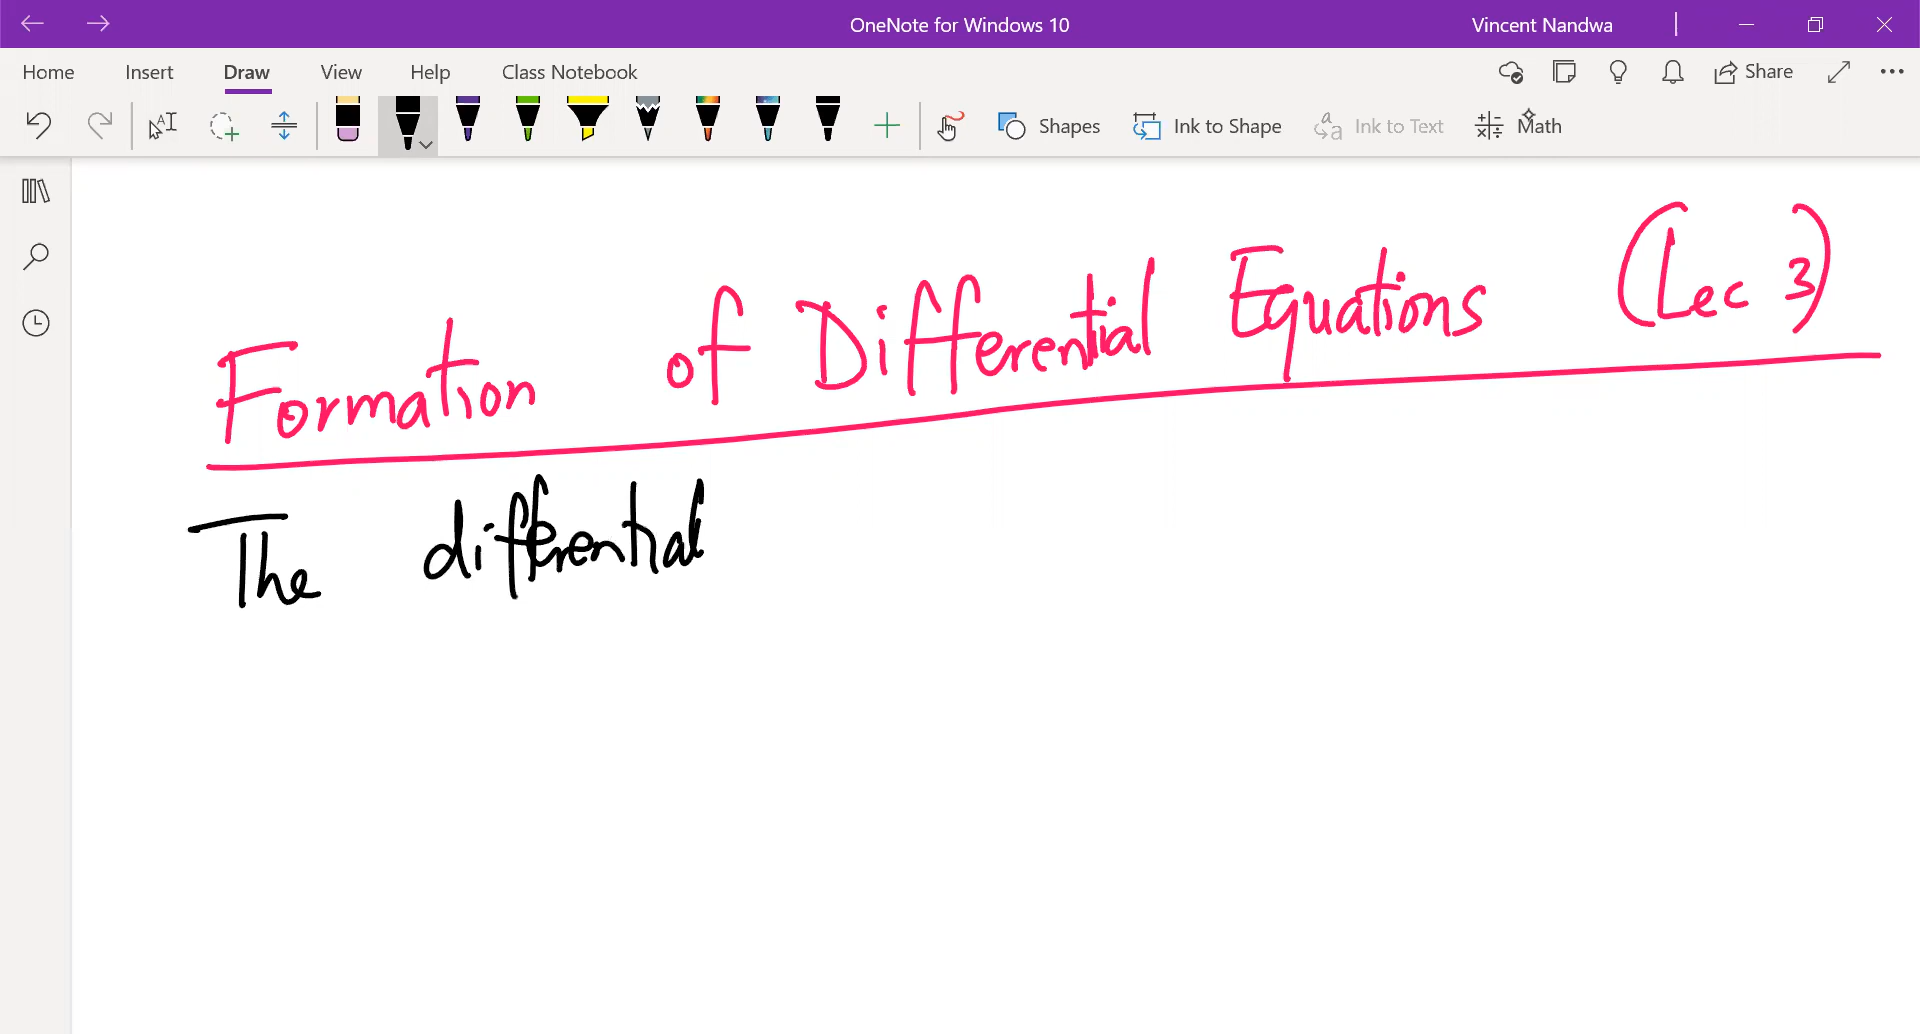 OneNote for Windows 10
Vincent Nandwa
Home Insert Draw View Help Class Notebook Share
Shapes Ink to Shape Ink to Text Math
Formation of Differential Equations (Lec 3)
The differential